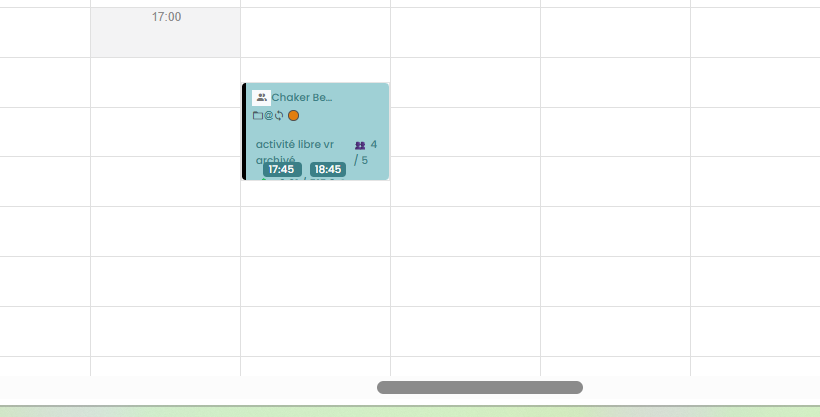 17:00
Chaker Be...
@
activité libre vr
archivé
4
/ 5
17:45
18:45